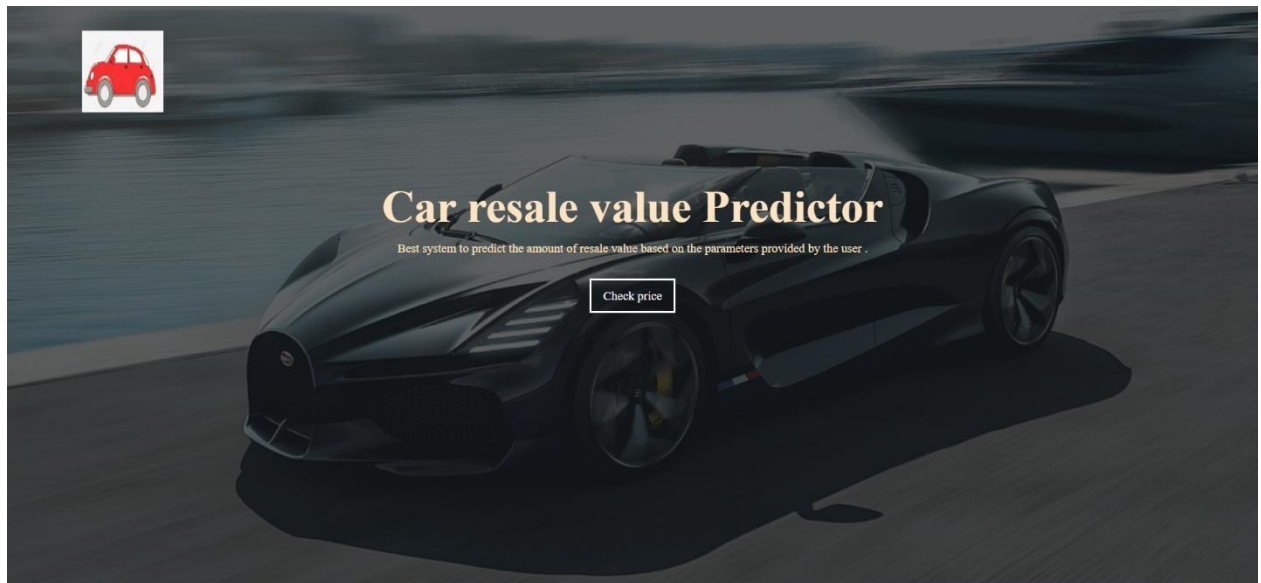 Car resale value Predictor
Best system to predict the amount of resale value based on the parameters provided by the user .
Check price